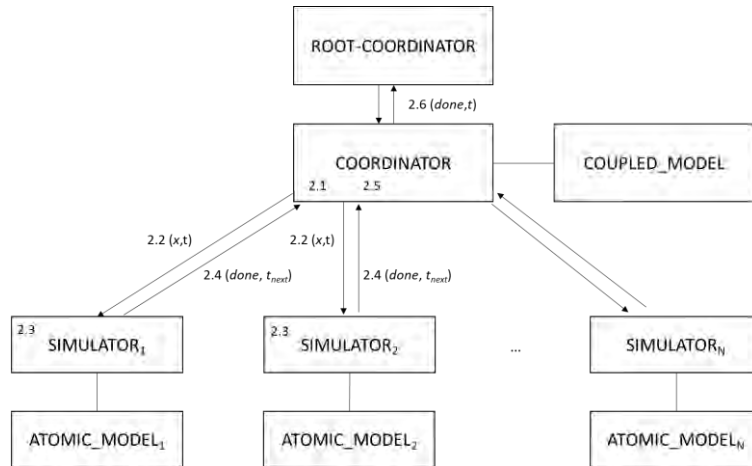 ROOT-COORDINATOR
2.6 (done,t)
COORDINATOR
COUPLED_MODEL
2.1
2.5
2.2 (x,t)
2.2 (x,t)
2.4 (done, tnext)
2.4 (done, tnext)
2.3
SIMULATOR1
2.3
SIMULATOR2
...
SIMULATORN
ATOMIC_MODEL1
ATOMIC_MODEL2
ATOMIC_MODELN